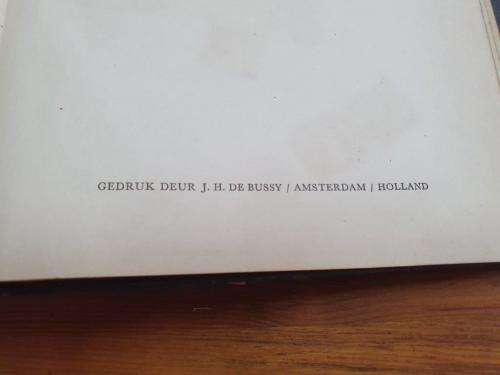 GEDRUK DEUR J. H. DE BUSSY / AMSTERDAM / HOLLAND